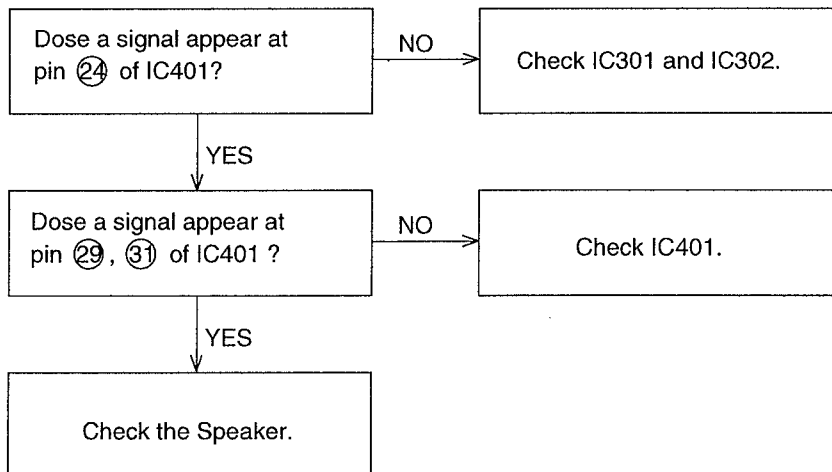 Dose a signal appear at
pin 24 of IC401?
NO
Check IC301 and IC302.
YES
Dose a signal appear at
pin 29, 31 of IC401 ?
NO
Check IC401.
YES
Check the Speaker.